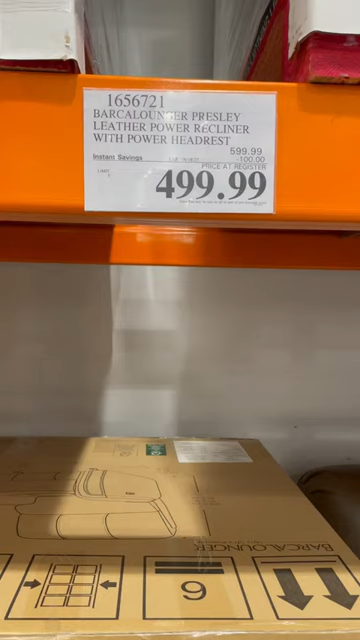 1656721
BARCALOUNGER PRESLEY
LEATHER POWER RECLINER
WITH POWER HEADREST
599.99
Instant Savings -100.00
PRICE AT REGISTER
499.99
BARCALOUNGER
6